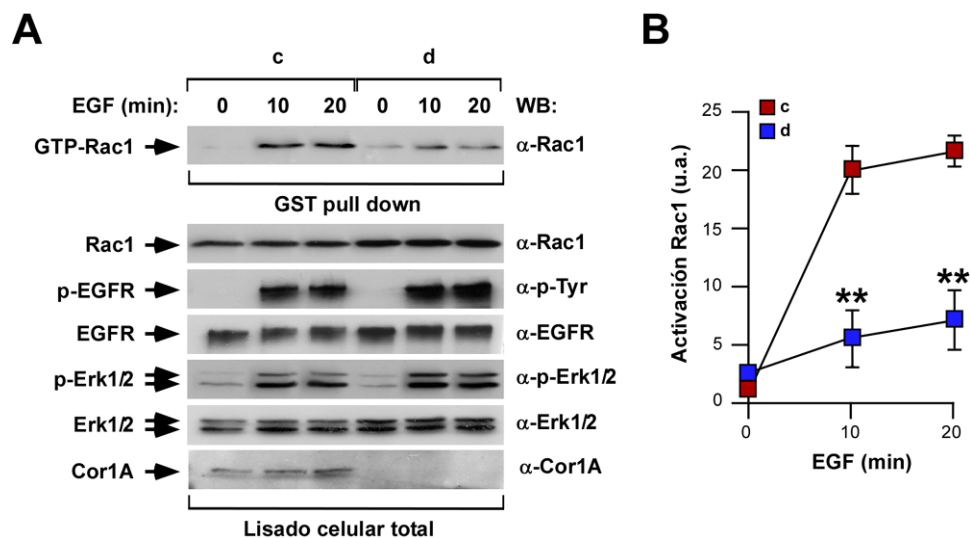 A
c d
EGF (min): 0 10 20 0 10 20 WB:
GTP-Rac1 α-Rac1
GST pull down
Rac1 α-Rac1
p-EGFR α-p-Tyr
EGFR α-EGFR
p-Erk1/2 α-p-Erk1/2
Erk1/2 α-Erk1/2
Cor1A α-Cor1A
Lisado celular total
B
c
d
Activación Rac1 (u.a.)
25
20
15
10
5
0
** **
0 10 20
EGF (min)